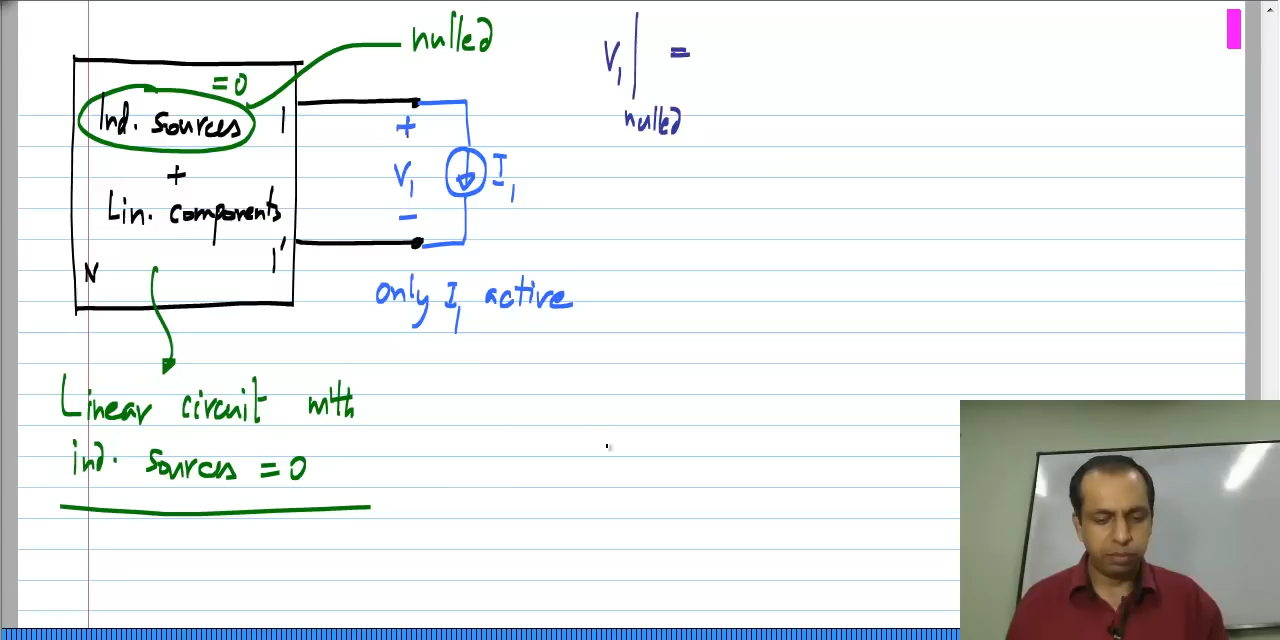 nulled
V1 | =
nulled
= 0
Ind. sources
1
+
Lin. components
1'
N
+
V1
-
I1
only I1 active
Linear circuit with
ind. sources = 0